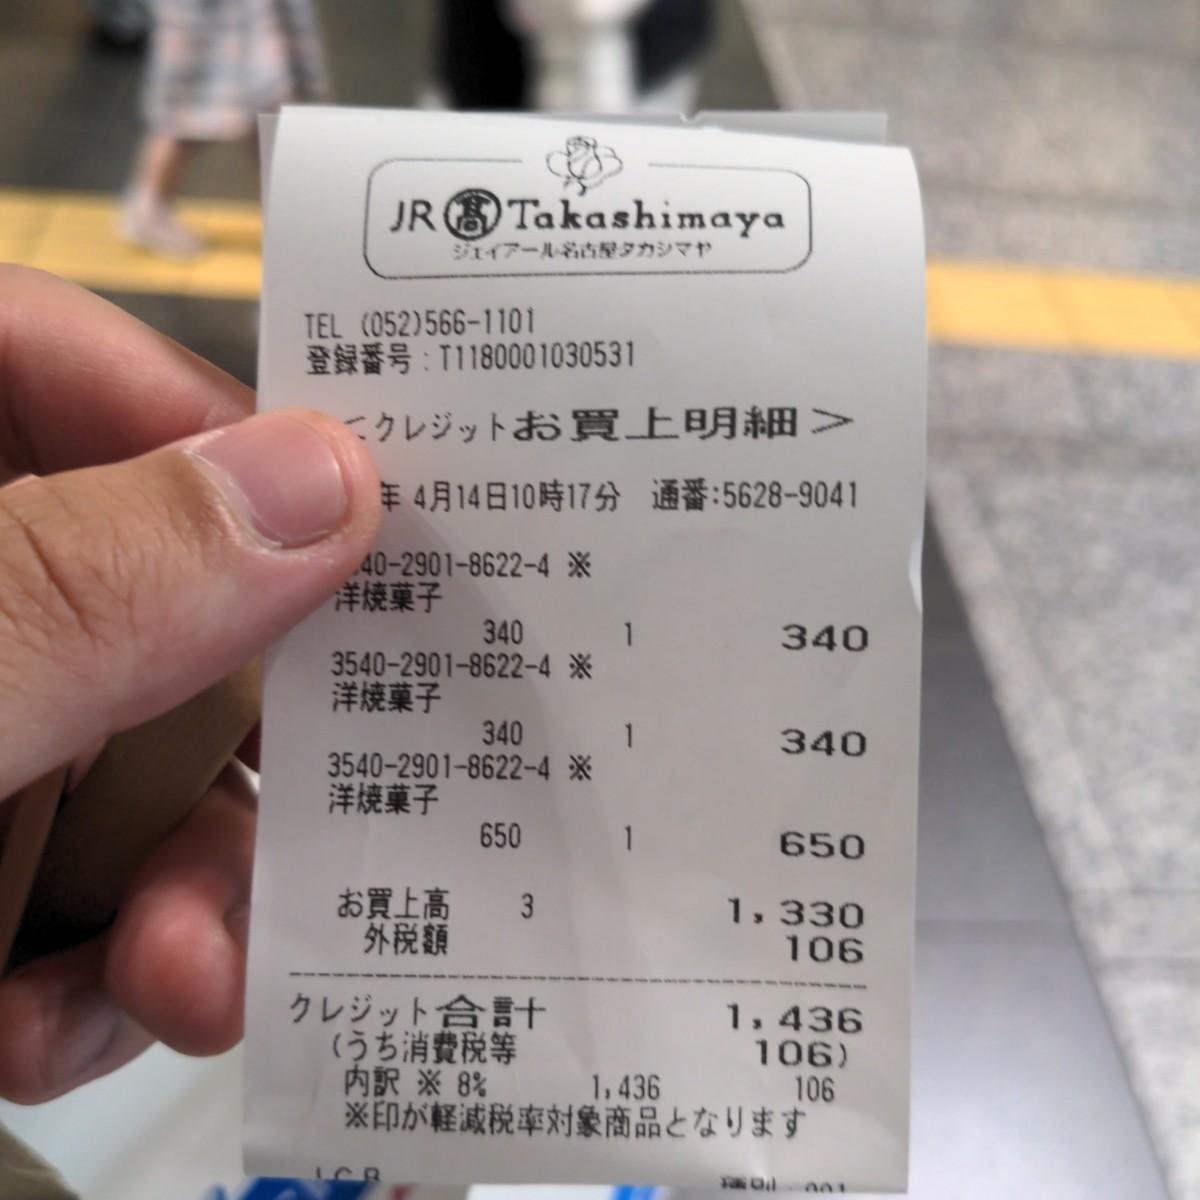 JR 髙 Takashimaya
ジェイアール名古屋タカシマヤ
TEL (052)566-1101
登録番号:T1180001030531
クレジットお買上明細>
年 4月14日10時17分 通番:5628-9041
40-2901-8622-4 ※
洋焼菓子
340 1 340
3540-2901-8622-4 ※
洋焼菓子
340 1 340
3540-2901-8622-4 ※
洋焼菓子
650 1 650
お買上高 3 1,330
外税額 106
クレジット合計 1,436
(うち消費税等 106)
内訳 ※ 8% 1,436 106
※印が軽減税率対象商品となります